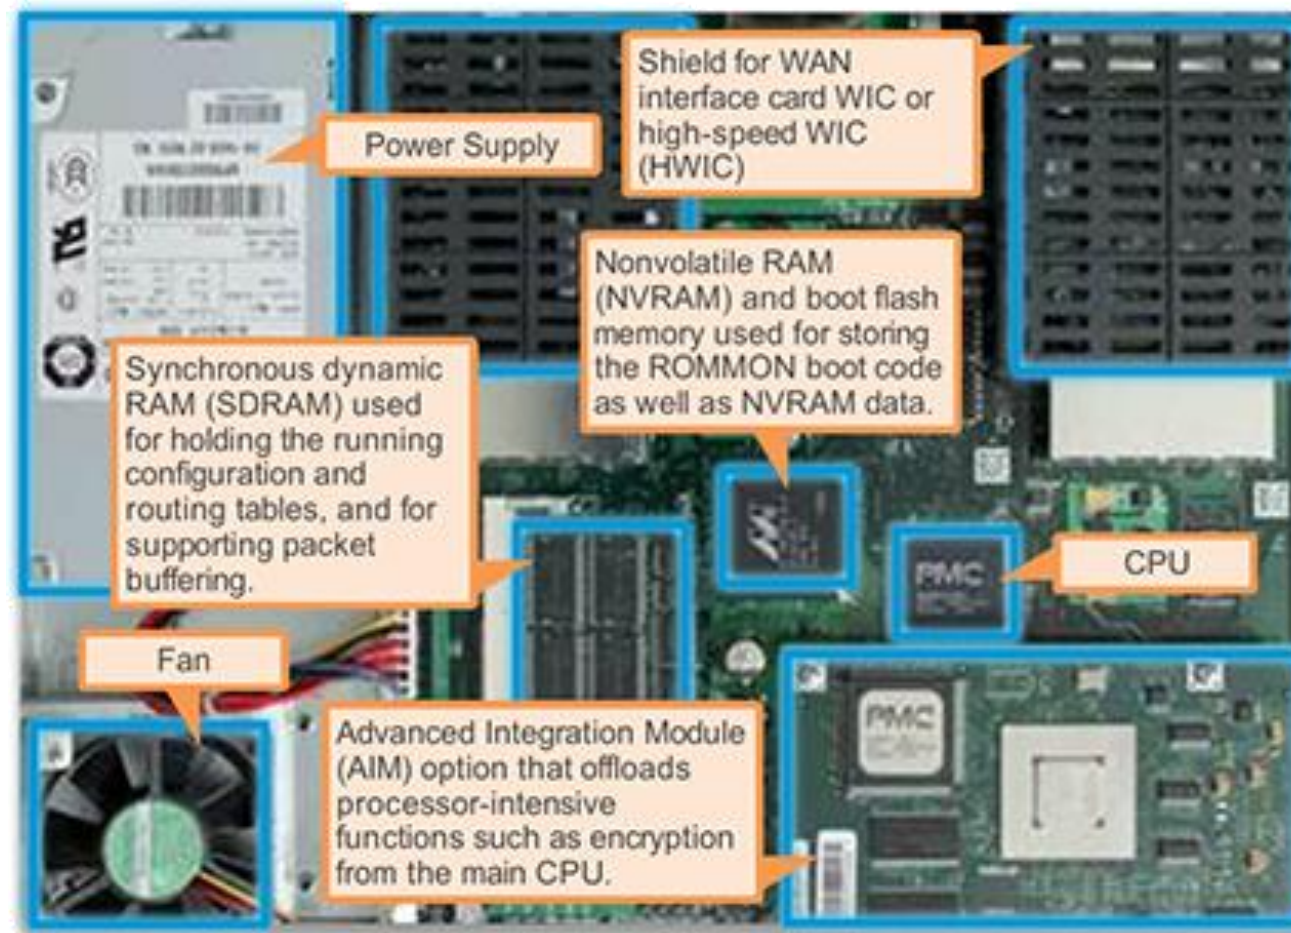 Shield for WAN
interface card WIC or
high-speed WIC
(HWIC)
Power Supply
Nonvolatile RAM
(NVRAM) and boot flash
memory used for storing
the ROMMON boot code
as well as NVRAM data.
Synchronous dynamic
RAM (SDRAM) used
for holding the running
configuration and
routing tables, and for
supporting packet
buffering.
PMC
CPU
Fan
PMC
Advanced Integration Module
(AIM) option that offloads
processor-intensive
functions such as encryption
from the main CPU.